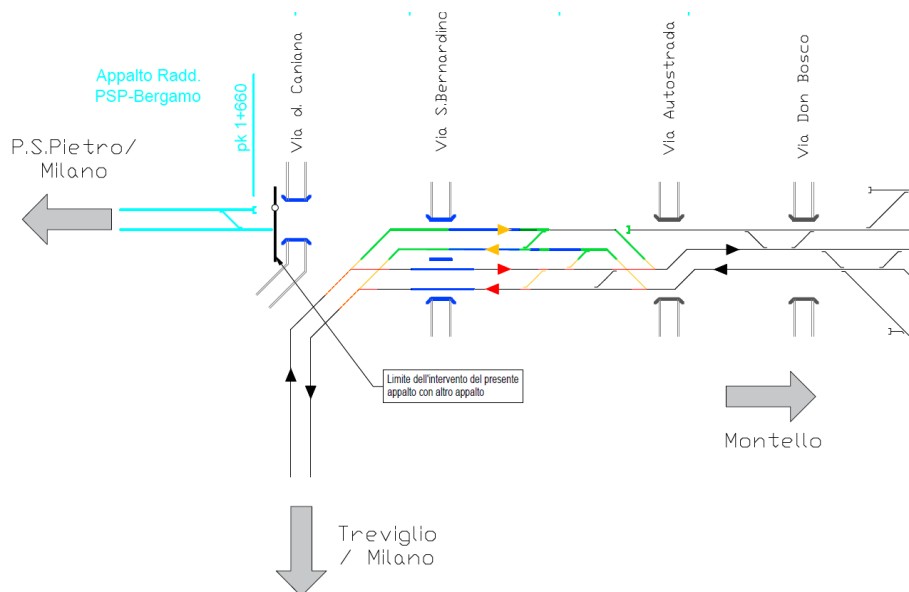 Appalto Radd.
PSP-Bergamo
pk 1+660
Via d. Caniana
Via S.Bernardino
Via Autostrada
Via Don Bosco
P.S.Pietro/
Milano
Limite dell'intervento del presente
appalto con altro appalto
Montello
Treviglio
/ Milano